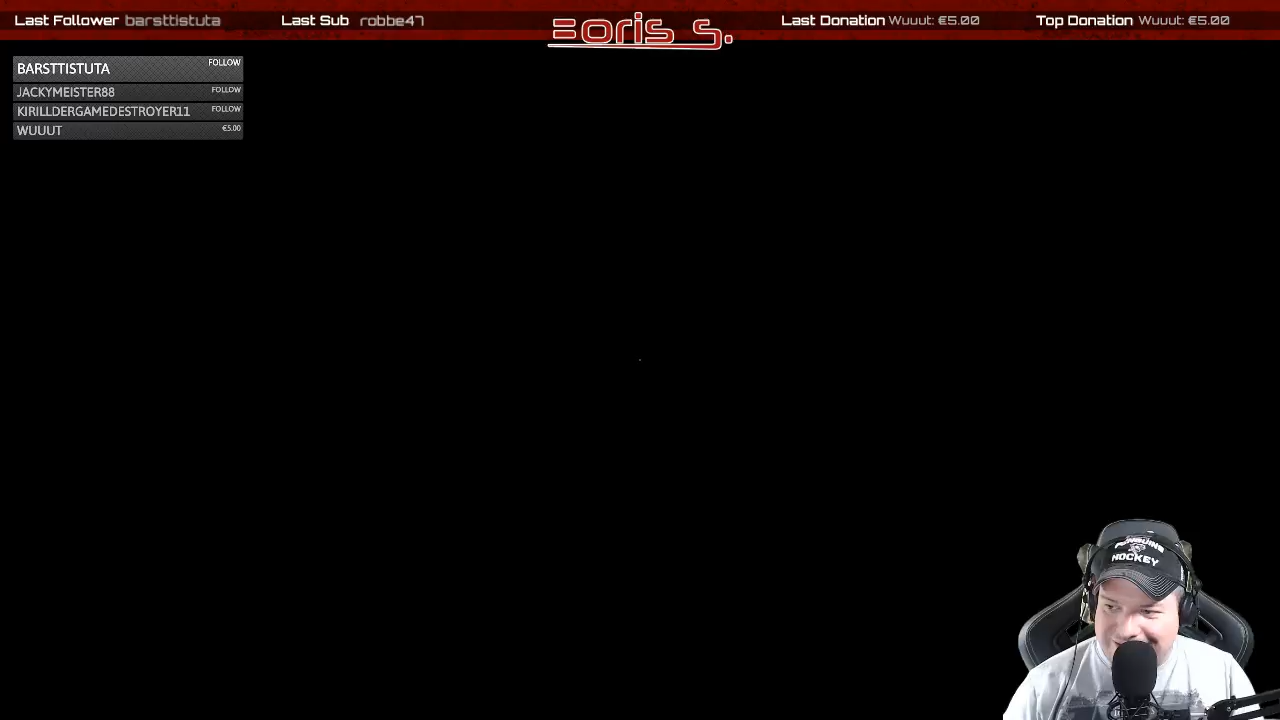 Last Follower barsttistuta Last Sub robbe47 Boris S. Last Donation Wuuut: €5.00 Top Donation Wuuut: €5.00
BARSTTISTUTA FOLLOW
JACKYMEISTER88 FOLLOW
KIRILLDERGAMEDESTROYER11 FOLLOW
WUUUT €5.00
PENGUINS
HOCKEY